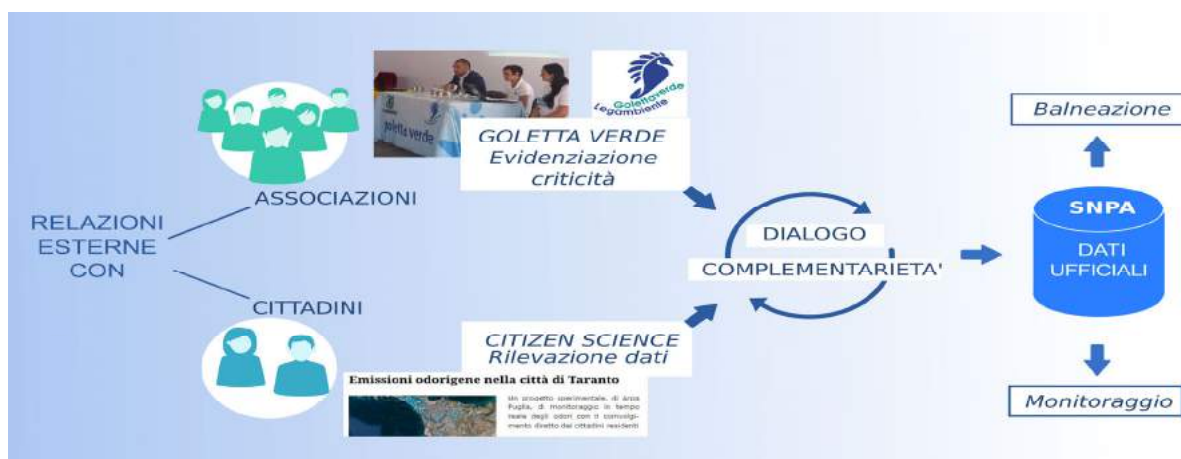 RELAZIONI
ESTERNE
CON
ASSOCIAZIONI
CITTADINI
goletta verde
Golettaverde
Legambiente
GOLETTA VERDE
Evidenziazione
criticità
CITIZEN SCIENCE
Rilevazione dati
Emissioni odorigene nella città di Taranto
Un progetto sperimentale, di Arpa
Puglia, di monitoraggio in tempo
reale degli odori con il coinvolgi-
mento diretto dei cittadini residenti
DIALOGO
COMPLEMENTARIETA'
Balneazione
SNPA
DATI
UFFICIALI
Monitoraggio